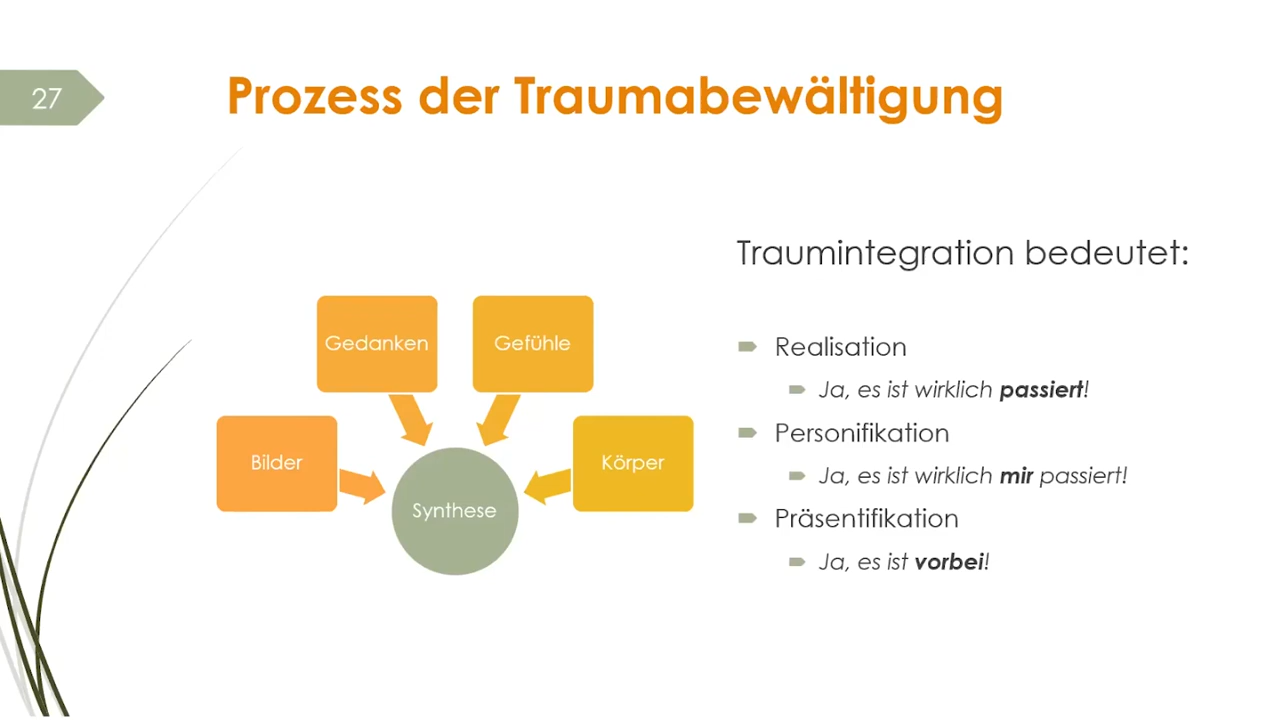 27
Prozess der Traumabewältigung
Gedanken
Gefühle
Bilder
Körper
Synthese
Traumintegration bedeutet:
Realisation
Ja, es ist wirklich passiert!
Personifikation
Ja, es ist wirklich mir passiert!
Präsentifikation
Ja, es ist vorbei!